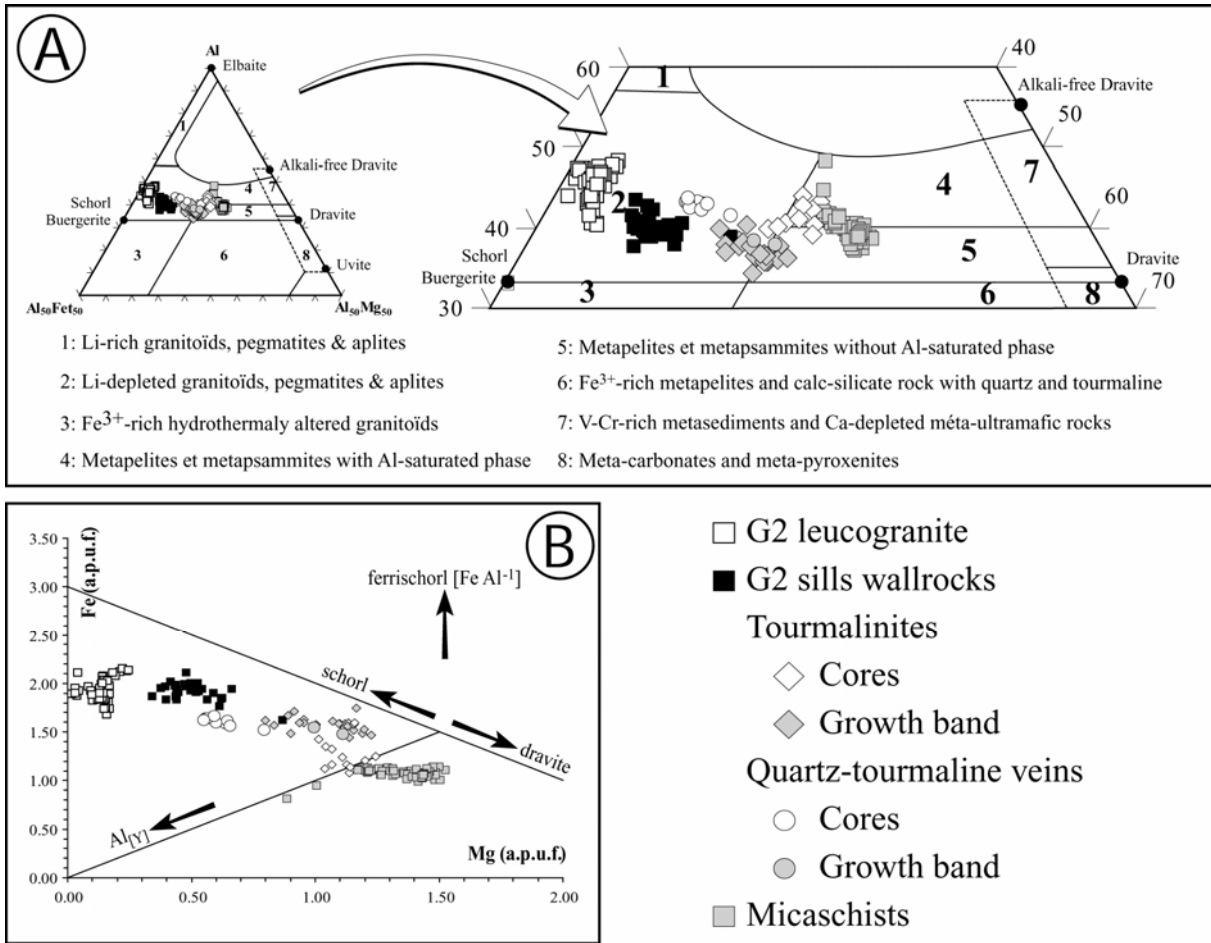 A
Al
Elbaite
1
Alkali-free Dravite
4
7
Schorl
Buergerite
5
Dravite
3
6
8
Uvite
Al₅₀Fet₅₀
Al₅₀Mg₅₀
60
1
40
Alkali-free Dravite
50
50
7
4
2
60
40
5
Schorl
Buergerite
Dravite
3
30
6
8
70
1: Li-rich granitoïds, pegmatites & aplites
2: Li-depleted granitoïds, pegmatites & aplites
3: Fe³⁺-rich hydrothermaly altered granitoïds
4: Metapelites et metapsammites with Al-saturated phase
5: Metapelites et metapsammites without Al-saturated phase
6: Fe³⁺-rich metapelites and calc-silicate rock with quartz and tourmaline
7: V-Cr-rich metasediments and Ca-depleted méta-ultramafic rocks
8: Meta-carbonates and meta-pyroxenites
B
Fe (a.p.u.f.)
3.50
3.00
2.50
2.00
1.50
1.00
0.50
0.00
ferrischorl [Fe Al⁻¹]
schorl
dravite
Al[Y]
Mg (a.p.u.f.)
0.00
0.50
1.00
1.50
2.00
G2 leucogranite
G2 sills wallrocks
Tourmalinites
Cores
Growth band
Quartz-tourmaline veins
Cores
Growth band
Micaschists